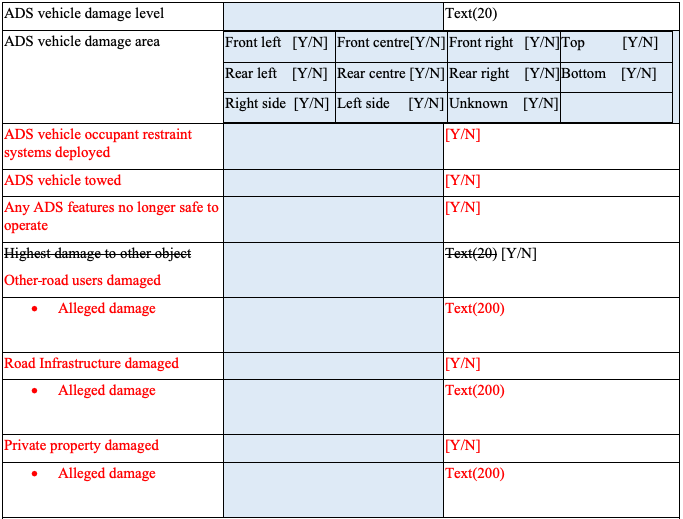 ADS vehicle damage level Text(20)
ADS vehicle damage area Front left [Y/N] Front centre[Y/N] Front right [Y/N] Top [Y/N]
Rear left [Y/N] Rear centre [Y/N] Rear right [Y/N] Bottom [Y/N]
Right side [Y/N] Left side [Y/N] Unknown [Y/N]
ADS vehicle occupant restraint [Y/N]
systems deployed
ADS vehicle towed [Y/N]
Any ADS features no longer safe to [Y/N]
operate
Highest damage to other object Text(20) [Y/N]
Other-road users damaged
• Alleged damage Text(200)
Road Infrastructure damaged [Y/N]
• Alleged damage Text(200)
Private property damaged [Y/N]
• Alleged damage Text(200)